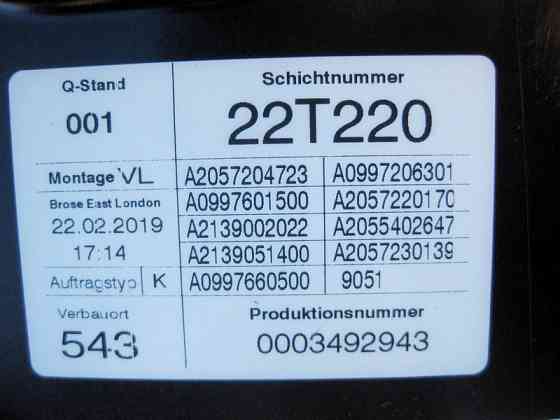 Q-Stand Schichtnummer
001 22T220
Montage VL A2057204723 A0997206301
Brose East London A0997601500 A2057220170
22.02.2019 A2139002022 A2055402647
17:14 A2139051400 A2057230139
Auftragstyp K A0997660500 9051
Verbauort Produktionsnummer
543 0003492943